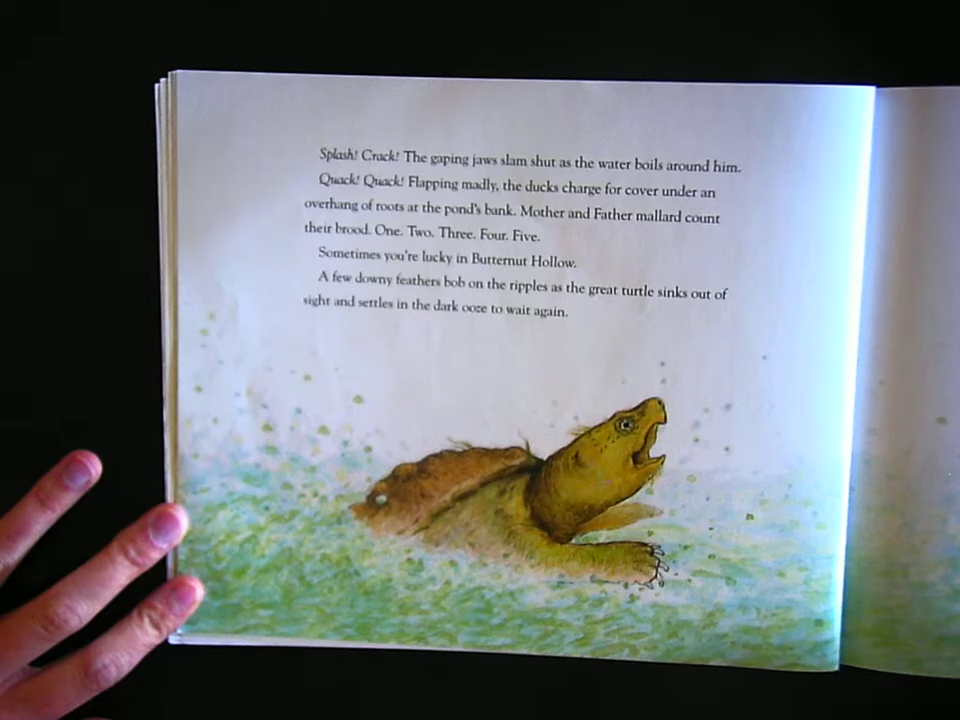 Splash! Crack! The gaping jaws slam shut as the water boils around him.
Quack! Quack! Flapping madly, the ducks charge for cover under an
overhang of roots at the pond's bank. Mother and Father mallard count
their brood. One. Two. Three. Four. Five.
Sometimes you're lucky in Butternut Hollow.
A few downy feathers bob on the ripples as the great turtle sinks out of
sight and settles in the dark ooze to wait again.